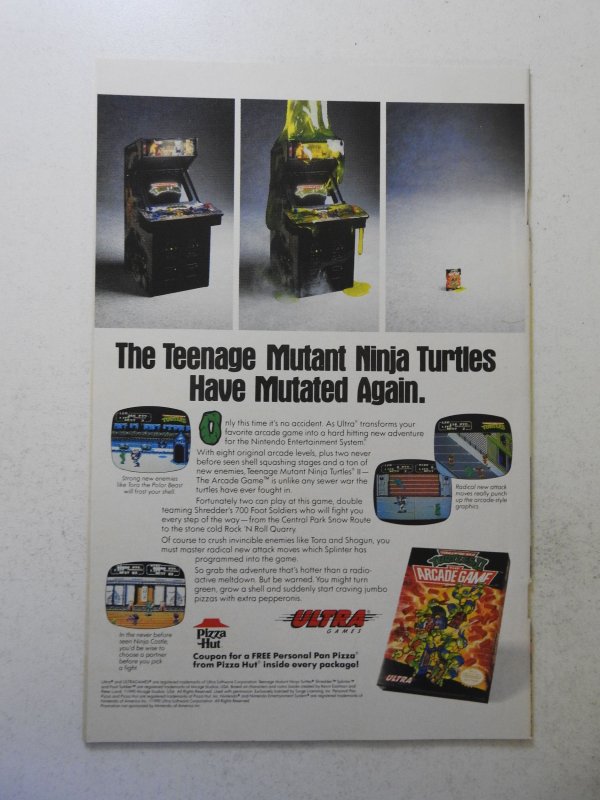 The Teenage Mutant Ninja Turtles
Have Mutated Again.
Only this time it's no accident. As Ultra® transforms your
favorite arcade game into a hard hitting new adventure
for the Nintendo Entertainment System®
With eight original arcade levels, plus two never
before seen shell squashing stages and a ton of
new enemies, Teenage Mutant Ninja Turtles® II—
The Arcade Game™ is unlike any sewer war the
turtles have ever fought in.
Fortunately two can play at this game, double
teaming Shredder's 700 Foot Soldiers who will fight you
every step of the way—from the Central Park Snow Route
to the stone cold Rock 'N Roll Quarry.
Of course to crush invincible enemies like Tora and Shogun, you
must master radical new attack moves which Splinter has
programmed into the game.
So grab the adventure that's hotter than a radio-
active meltdown. But be warned. You might turn
green, grow a shell and suddenly start craving jumbo
pizzas with extra pepperonis.
Strong new enemies
like Tora the Polar Beast
will frost your shell.
Radical new attack
moves really punch
up the arcade-style
graphics
In the never before
seen Ninja Castle,
you'd be wise to
choose a partner
before you pick
a fight.
Pizza
Hut
ULTRA
GAMES
Coupon for a FREE Personal Pan Pizza®
from Pizza Hut® inside every package!
ARCADE GAME
ULTRA